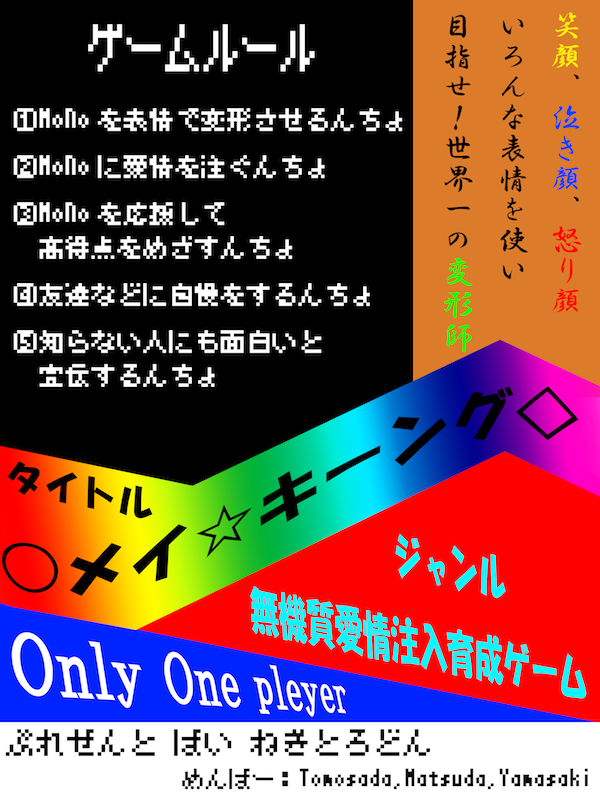 ゲームルール
①MoNoを表情で変形させるんちょ
②MoNoに愛情を注ぐんちょ
③MoNoを応援して
高得点をめざすんちょ
④友達などに自慢をするんちょ
⑤知らない人にも面白いと
宣伝するんちょ
笑顔、泣き顔、怒り顔
いろんな表情を使い
目指せ！世界一の変形師
タイトル
○メイ☆キーング◇
ジャンル
無機質愛情注入育成ゲーム
Only One pleyer
ぷれぜんと ばい ねぎとろどん
めんばー：Tomosada,Matsuda,Yamasaki